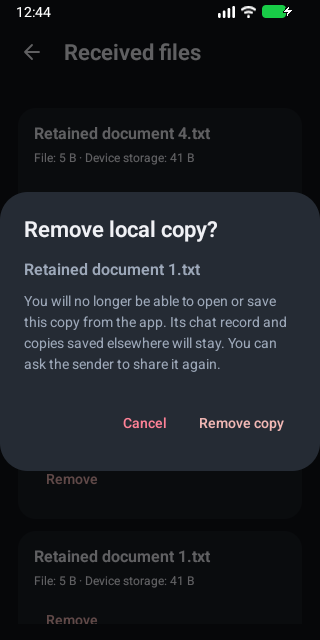 12:44
Received files
Retained document 4.txt
File: 5 B · Device storage: 41 B
Remove local copy?
Retained document 1.txt
You will no longer be able to open or save
this copy from the app. Its chat record and
copies saved elsewhere will stay. You can
ask the sender to share it again.
Cancel
Remove copy
Remove
Retained document 1.txt
File: 5 B · Device storage: 41 B
Remove